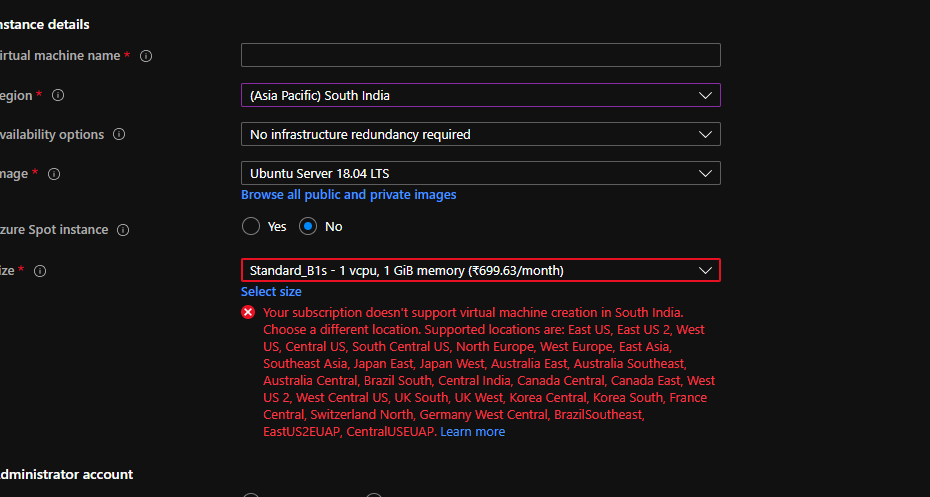 nstance details
irtual machine name *
egion *
(Asia Pacific) South India
vailability options
No infrastructure redundancy required
mage *
Ubuntu Server 18.04 LTS
Browse all public and private images
zure Spot instance
Yes No
ize *
Standard_B1s - 1 vcpu, 1 GiB memory (₹699.63/month)
Select size
Your subscription doesn't support virtual machine creation in South India.
Choose a different location. Supported locations are: East US, East US 2, West
US, Central US, South Central US, North Europe, West Europe, East Asia,
Southeast Asia, Japan East, Japan West, Australia East, Australia Southeast,
Australia Central, Brazil South, Central India, Canada Central, Canada East, West
US 2, West Central US, UK South, UK West, Korea Central, Korea South, France
Central, Switzerland North, Germany West Central, BrazilSoutheast,
EastUS2EUAP, CentralUSEUAP. Learn more
dministrator account